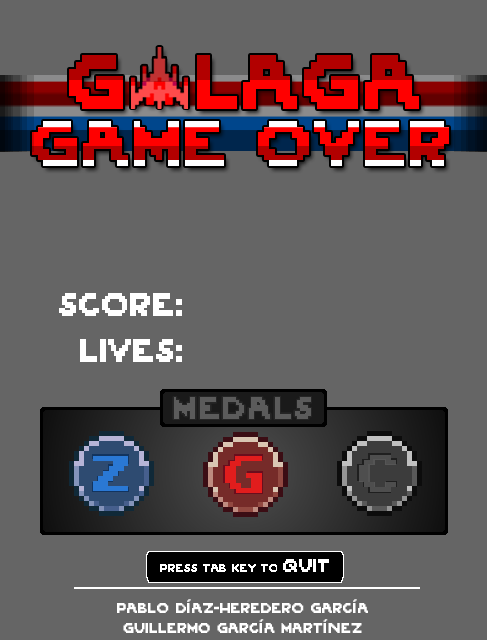 GALAGA
GAME OVER
SCORE:
LIVES:
MEDALS
Z G C
PRESS TAB KEY TO QUIT
PABLO DÍAZ-HEREDERO GARCÍA
GUILLERMO GARCÍA MARTÍNEZ